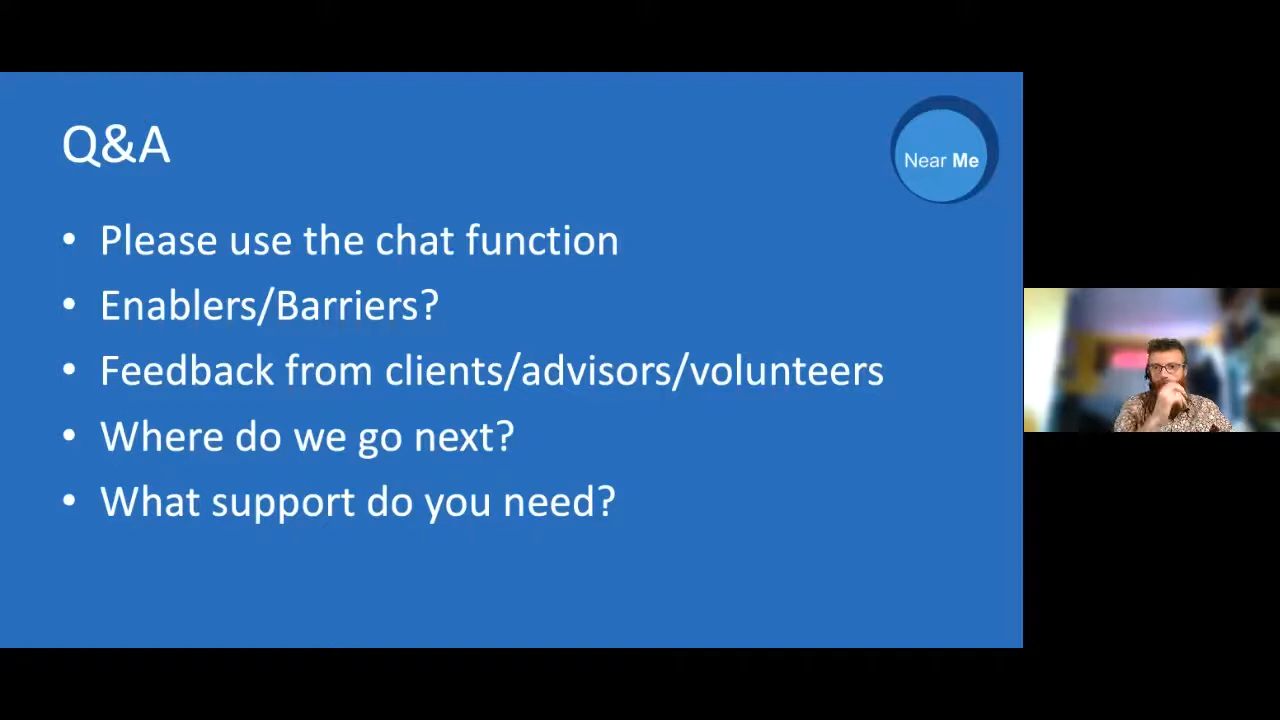 Q&A
Near Me
• Please use the chat function
• Enablers/Barriers?
• Feedback from clients/advisors/volunteers
• Where do we go next?
• What support do you need?